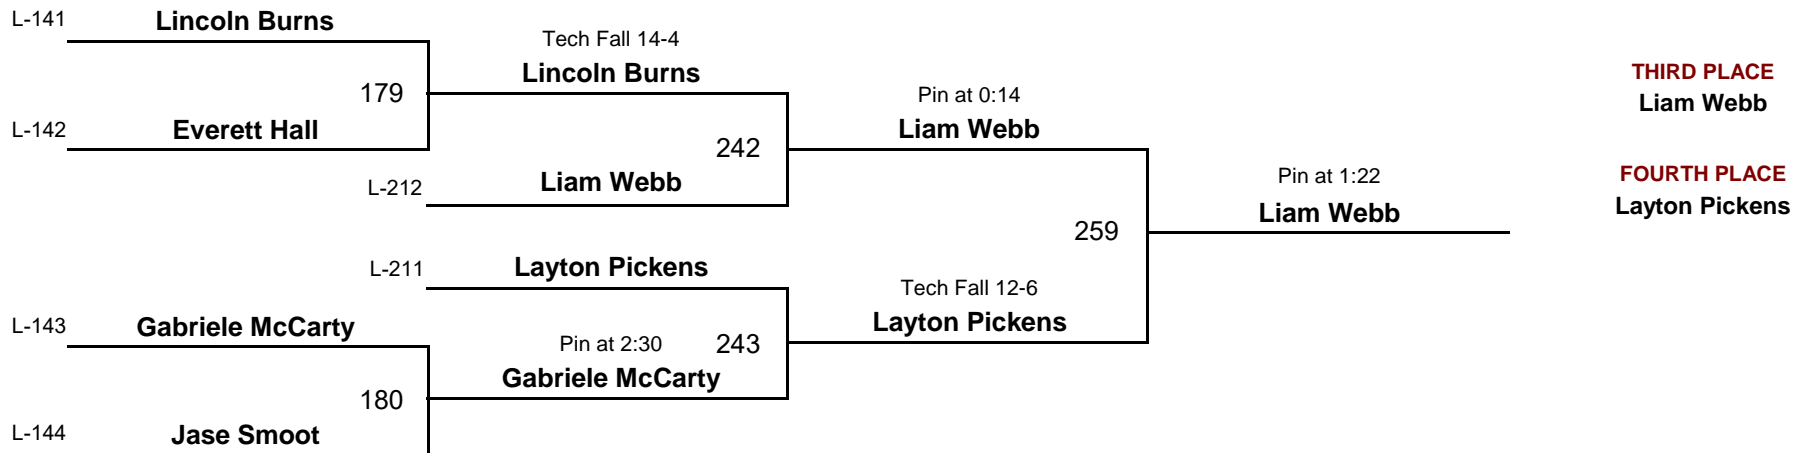 L-141
Lincoln Burns
Tech Fall 14-4
Lincoln Burns
179
L-142
Everett Hall
Pin at 0:14
Liam Webb
242
L-212
Liam Webb
Pin at 1:22
Liam Webb
259
L-211
Layton Pickens
Tech Fall 12-6
Layton Pickens
L-143
Gabriele McCarty
Pin at 2:30
243
Gabriele McCarty
180
L-144
Jase Smoot
THIRD PLACE
Liam Webb
FOURTH PLACE
Layton Pickens